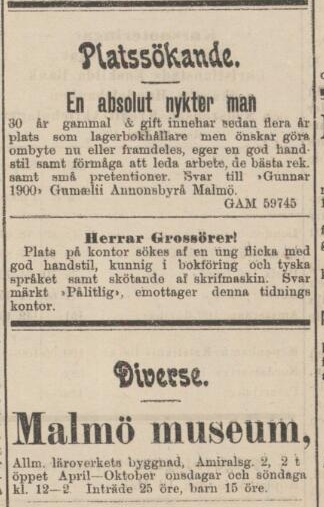 Platssökande.
En absolut nykter man
30 år gammal & gift innehar sedan flera år
plats som lagerbokhållare men önskar göra
ombyte nu eller framdeles, eger en god hand-
stil samt förmåga att leda arbete, de bästa rek.
samt små pretentioner. Svar till »Gunnar
1900» Gumælii Annonsbyrå Malmö.
GAM 59745
Herrar Grossörer!
Plats på kontor sökes af en ung flicka med
god handstil, kunnig i bokföring och tyska
språket samt skötande af skrifmaskin. Svar
märkt »Pålitlig», emottager denna tidnings
kontor.
Diverse.
Malmö museum,
Allm. läroverkets byggnad, Amiralsg. 2, 2 t
öppet April—Oktober onsdagar och söndaga
kl. 12—2. Inträde 25 öre, barn 15 öre.